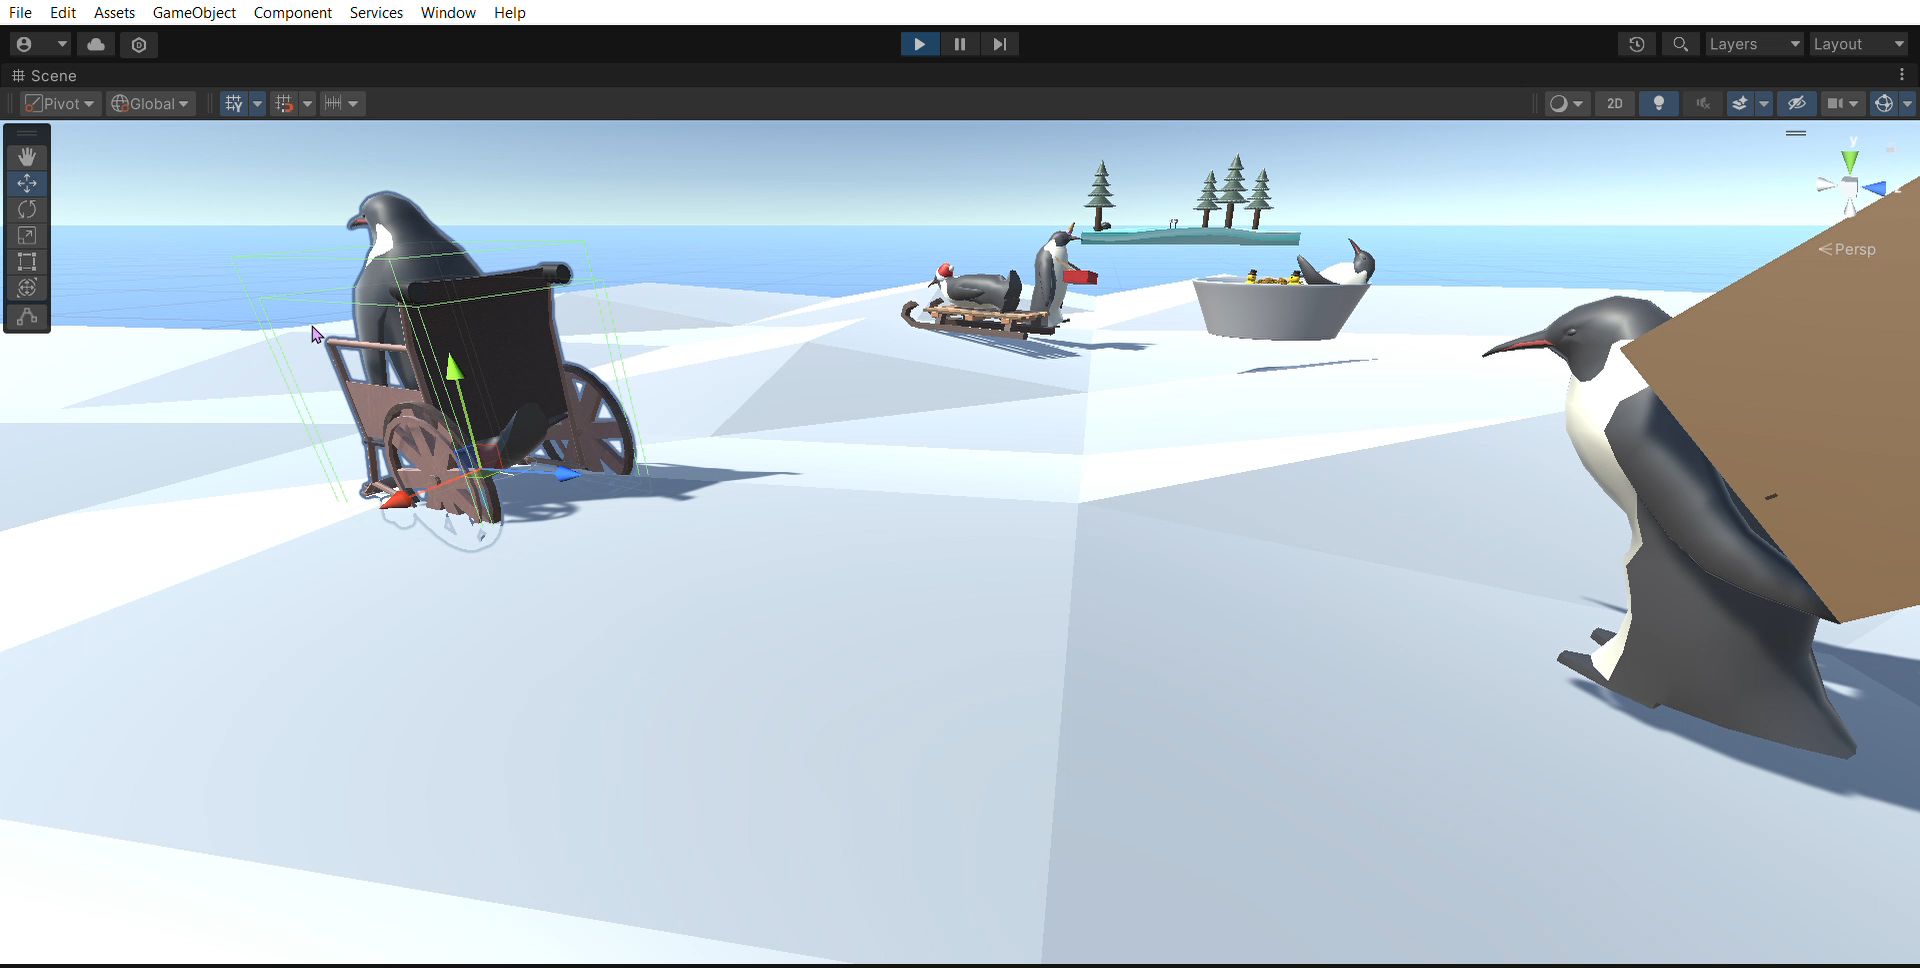 File Edit Assets GameObject Component Services Window Help
Layers Layout
Scene
Pivot Global 2D
y
Persp